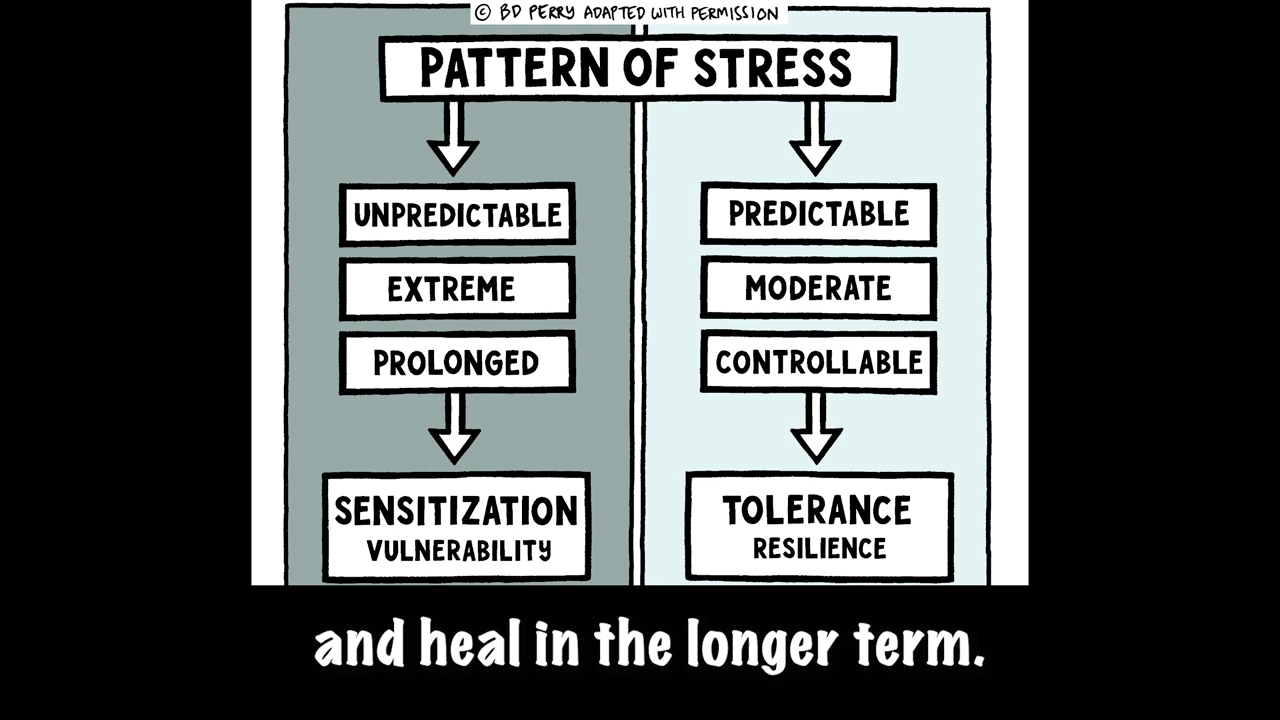 © BD PERRY ADAPTED WITH PERMISSION
PATTERN OF STRESS
UNPREDICTABLE
EXTREME
PROLONGED
SENSITIZATION
VULNERABILITY
PREDICTABLE
MODERATE
CONTROLLABLE
TOLERANCE
RESILIENCE
and heal in the longer term.